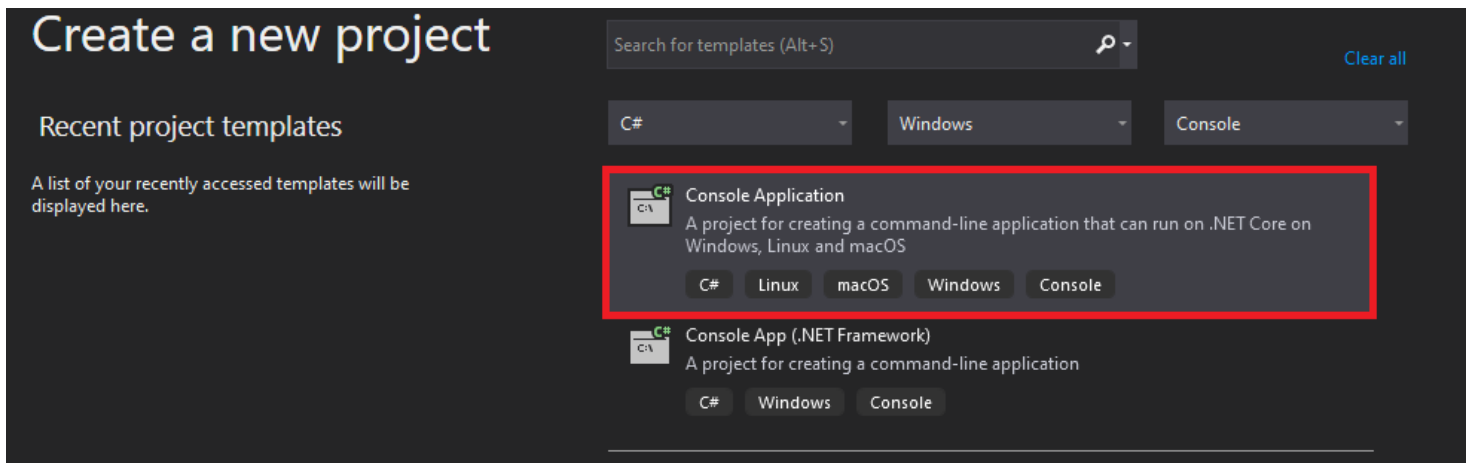 Create a new project
Search for templates (Alt+S)
Clear all
Recent project templates
C#
Windows
Console
A list of your recently accessed templates will be
displayed here.
C#
C:\
Console Application
A project for creating a command-line application that can run on .NET Core on
Windows, Linux and macOS
C#
Linux
macOS
Windows
Console
C#
C:\
Console App (.NET Framework)
A project for creating a command-line application
C#
Windows
Console